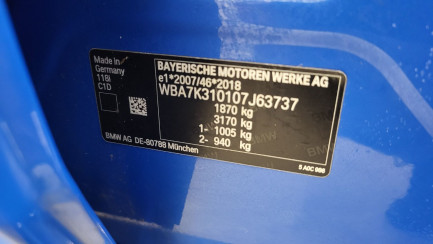 Made in
Germany
118i
C1D
BAYERISCHE MOTOREN WERKE AG
e1*2007/46*2018
WBA7K310107J63737
1870 kg
3170 kg
1- 1005 kg
2- 940 kg
BMW AG DE-80788 München